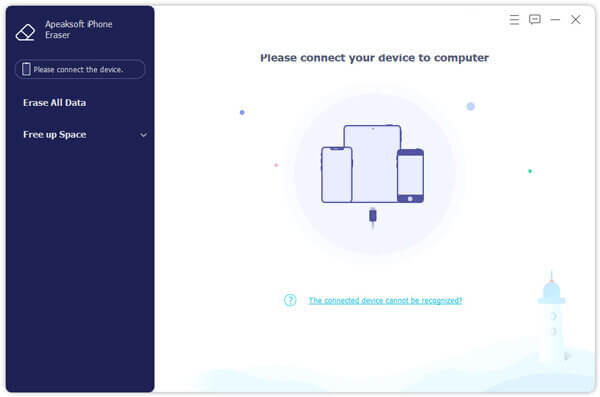 Apeaksoft iPhone
Eraser
Please connect the device.
Erase All Data
Free up Space
Please connect your device to computer
The connected device cannot be recognized?